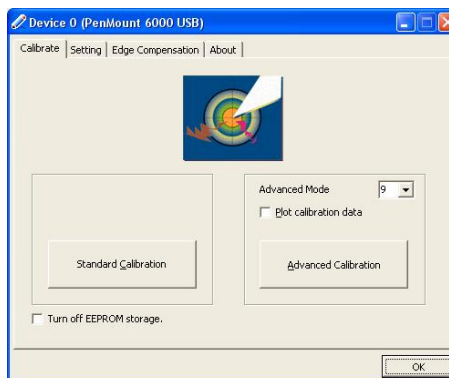 Device 0 (PenMount 6000 USB)
Calibrate Setting Edge Compensation About
Advanced Mode 9
Plot calibration data
Standard Calibration
Advanced Calibration
Turn off EEPROM storage.
OK